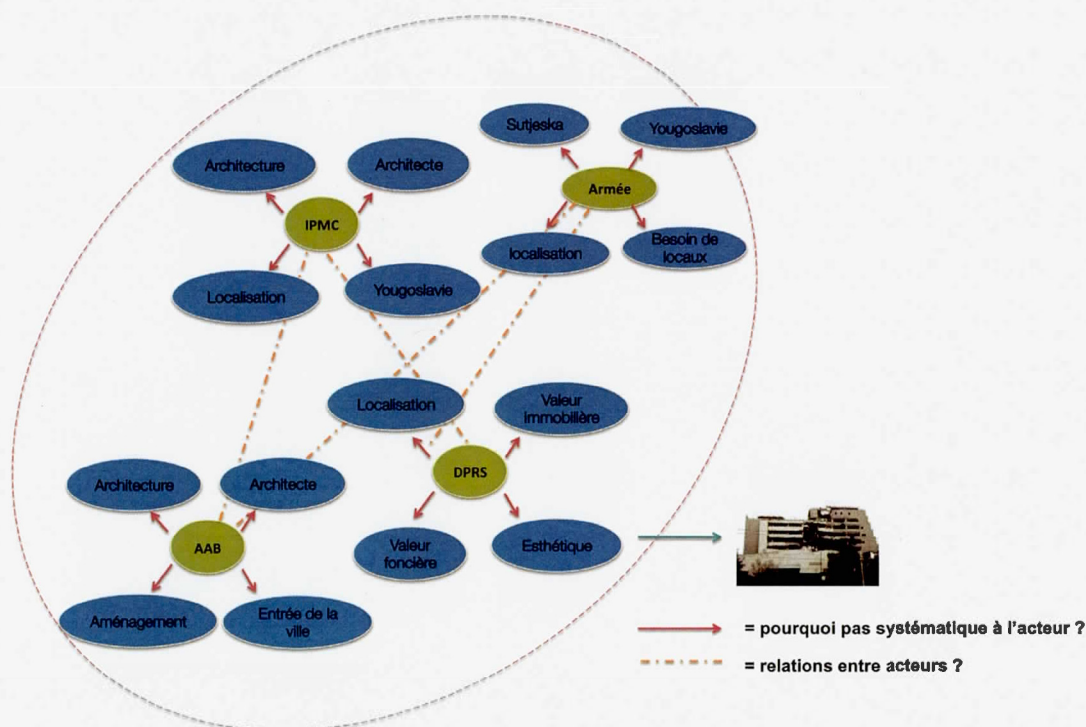 Sutjeska
Yougoslavie
Architecture
Architecte
Armée
IPMC
localisation
Besoin de
locaux
Localisation
Yougoslavie
Localisation
Valeur
immobilière
Architecture
Architecte
DPRS
AAB
Valeur
foncière
Esthétique
Aménagement
Entrée de la
ville
= pourquoi pas systématique à l'acteur ?
= relations entre acteurs ?